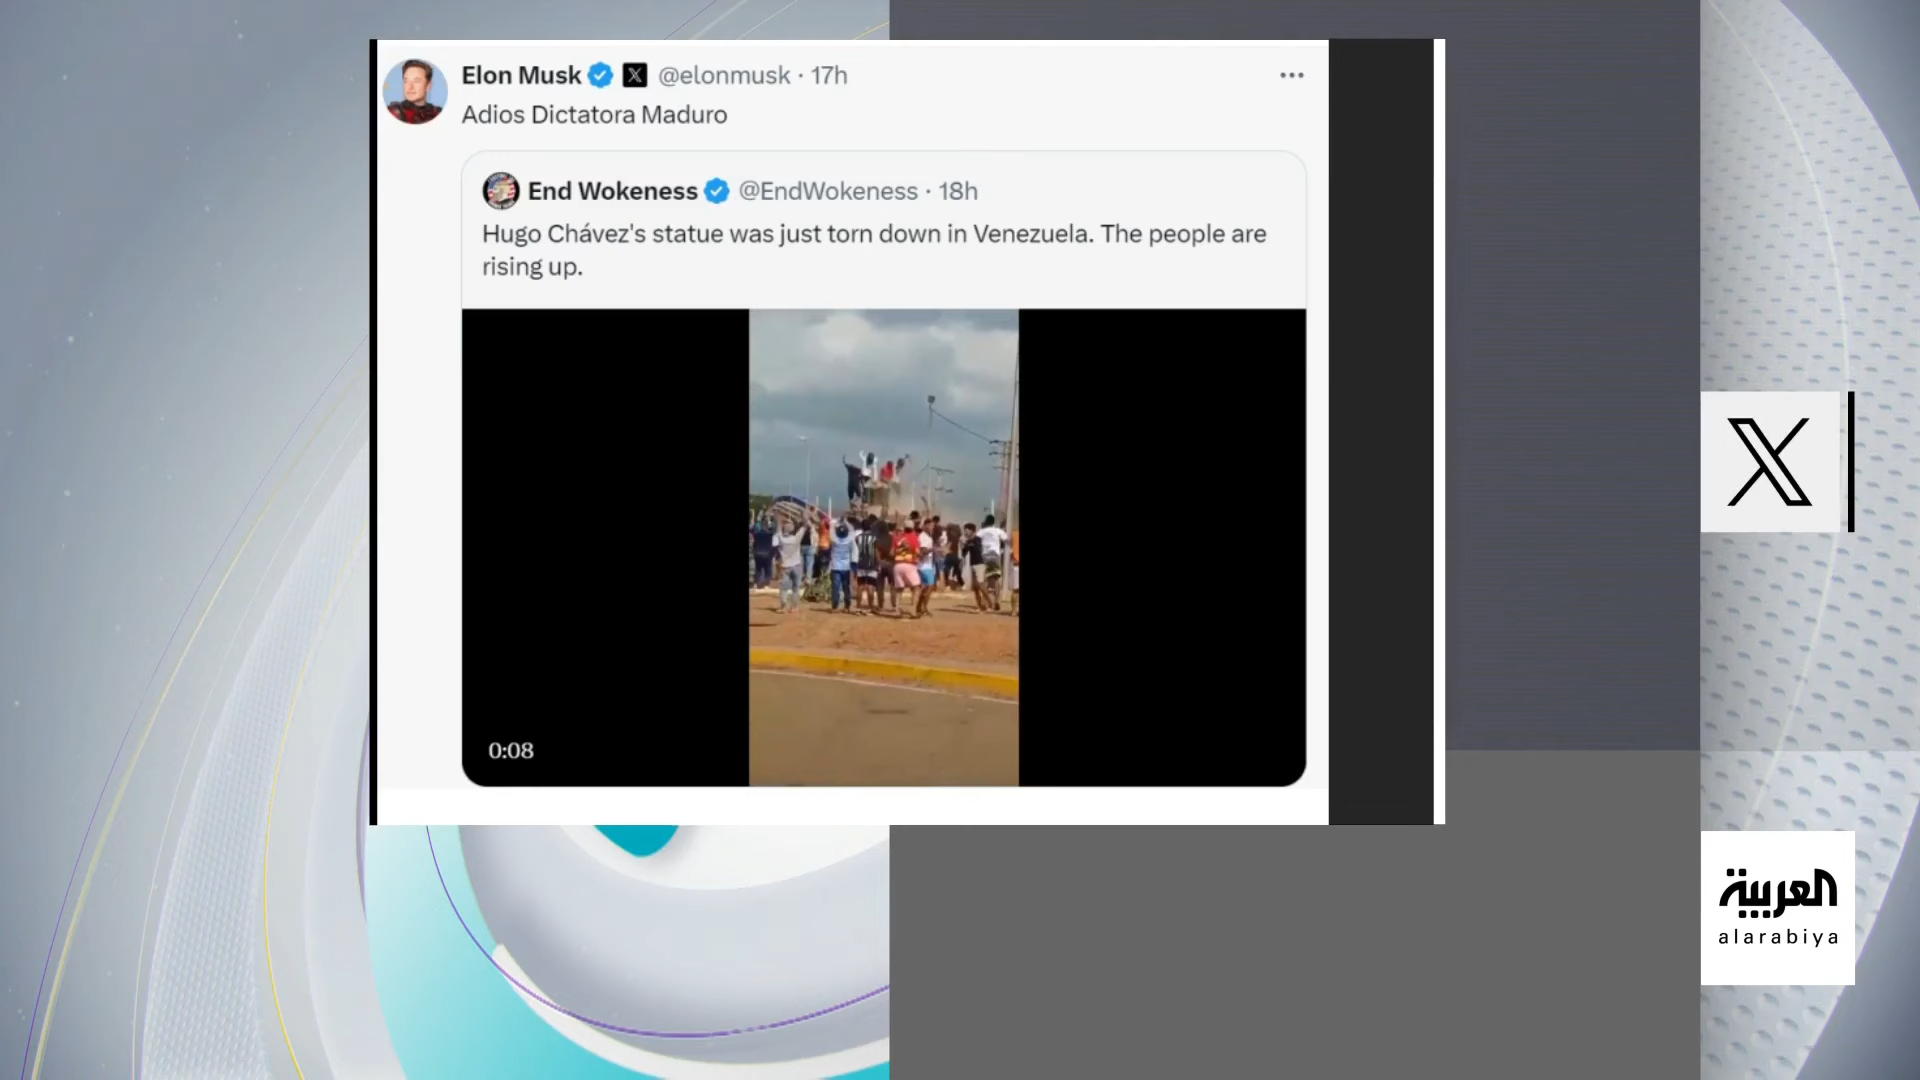 Elon Musk @elonmusk · 17h
Adios Dictatora Maduro
End Wokeness @EndWokeness · 18h
Hugo Chávez's statue was just torn down in Venezuela. The people are
rising up.
0:08
العربية
alarabiya